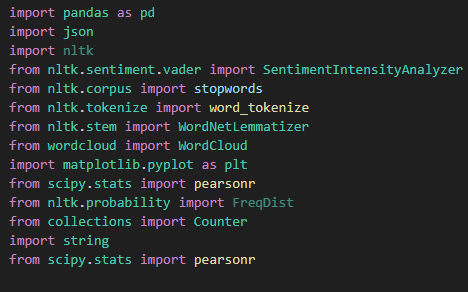 import pandas as pd
import json
import nltk
from nltk.sentiment.vader import SentimentIntensityAnalyzer
from nltk.corpus import stopwords
from nltk.tokenize import word_tokenize
from nltk.stem import WordNetLemmatizer
from wordcloud import WordCloud
import matplotlib.pyplot as plt
from scipy.stats import pearsonr
from nltk.probability import FreqDist
from collections import Counter
import string
from scipy.stats import pearsonr